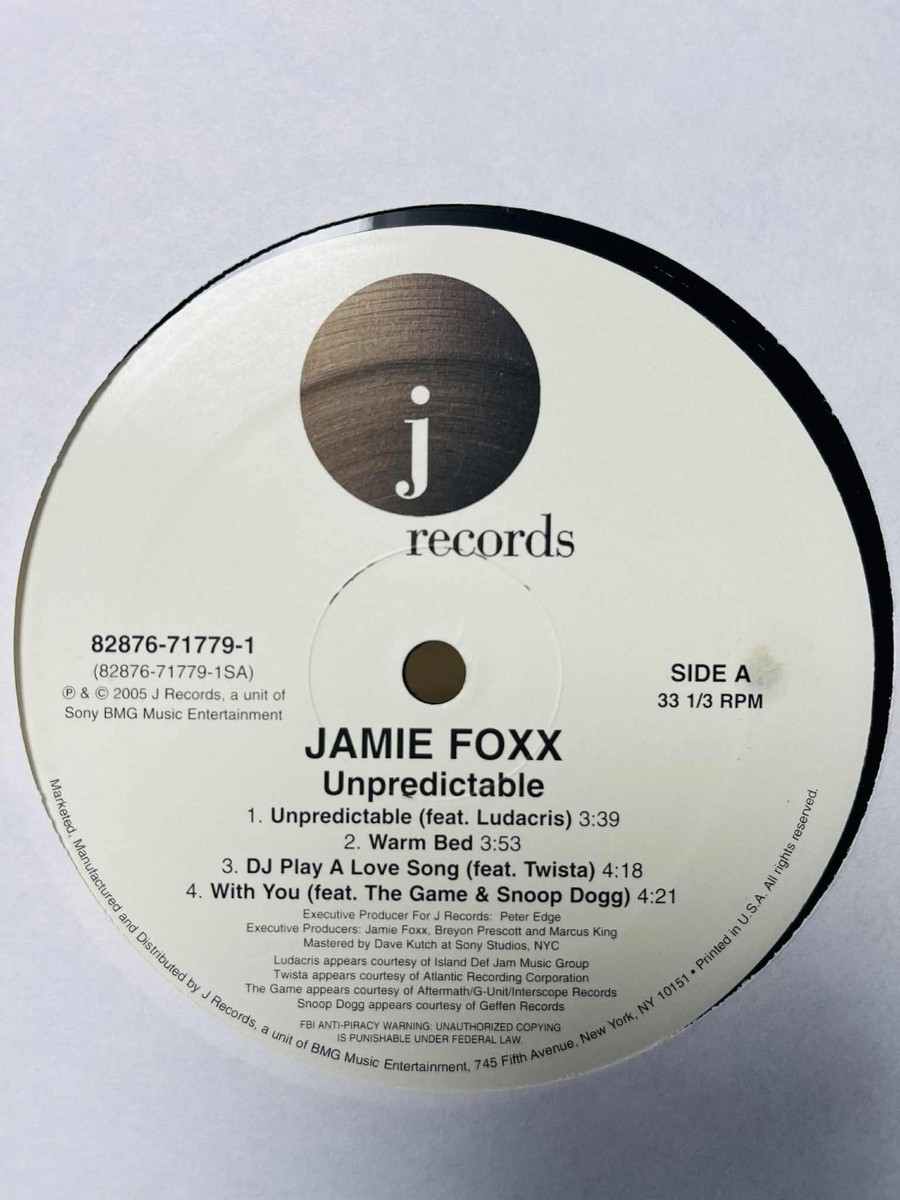 j
records
82876-71779-1
(82876-71779-1SA)
℗ & © 2005 J Records, a unit of
Sony BMG Music Entertainment
SIDE A
33 1/3 RPM
JAMIE FOXX
Unpredictable
1. Unpredictable (feat. Ludacris) 3:39
2. Warm Bed 3:53
3. DJ Play A Love Song (feat. Twista) 4:18
4. With You (feat. The Game & Snoop Dogg) 4:21
Executive Producer For J Records: Peter Edge
Executive Producers: Jamie Foxx, Breyon Prescott and Marcus King
Mastered by Dave Kutch at Sony Studios, NYC
Ludacris appears courtesy of Island Def Jam Music Group
Twista appears courtesy of Atlantic Recording Corporation
The Game appears courtesy of Aftermath/G-Unit/Interscope Records
Snoop Dogg appears courtesy of Geffen Records
FBI ANTI-PIRACY WARNING: UNAUTHORIZED COPYING
IS PUNISHABLE UNDER FEDERAL LAW.
Marketed, Manufactured and Distributed by J Records, a unit of BMG Music Entertainment, 745 Fifth Avenue, New York, NY 10151 • Printed in U.S.A. All rights reserved.